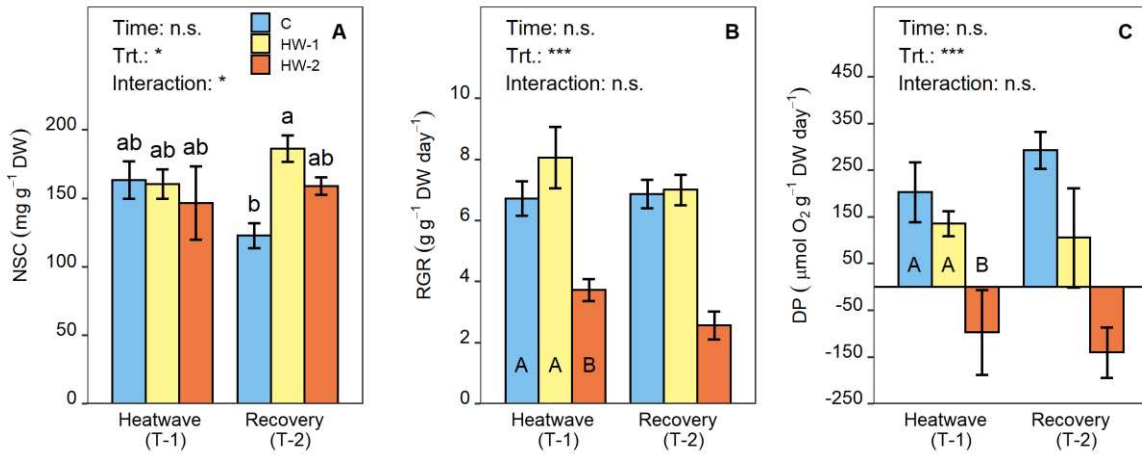 Time: n.s.
Trt.: *
Interaction: *
A
C
HW-1
HW-2
NSC (mg g⁻¹ DW)
200
150
100
50
0
ab ab ab
b a ab
Heatwave
(T-1)
Recovery
(T-2)
Time: n.s.
Trt.: ***
Interaction: n.s.
B
RGR (g g⁻¹ DW day⁻¹)
10
8
6
4
2
0
A A B
Heatwave
(T-1)
Recovery
(T-2)
Time: n.s.
Trt.: ***
Interaction: n.s.
C
DP ( μmol O₂ g⁻¹ DW day⁻¹)
450
350
250
150
50
-50
-150
-250
A A B
Heatwave
(T-1)
Recovery
(T-2)